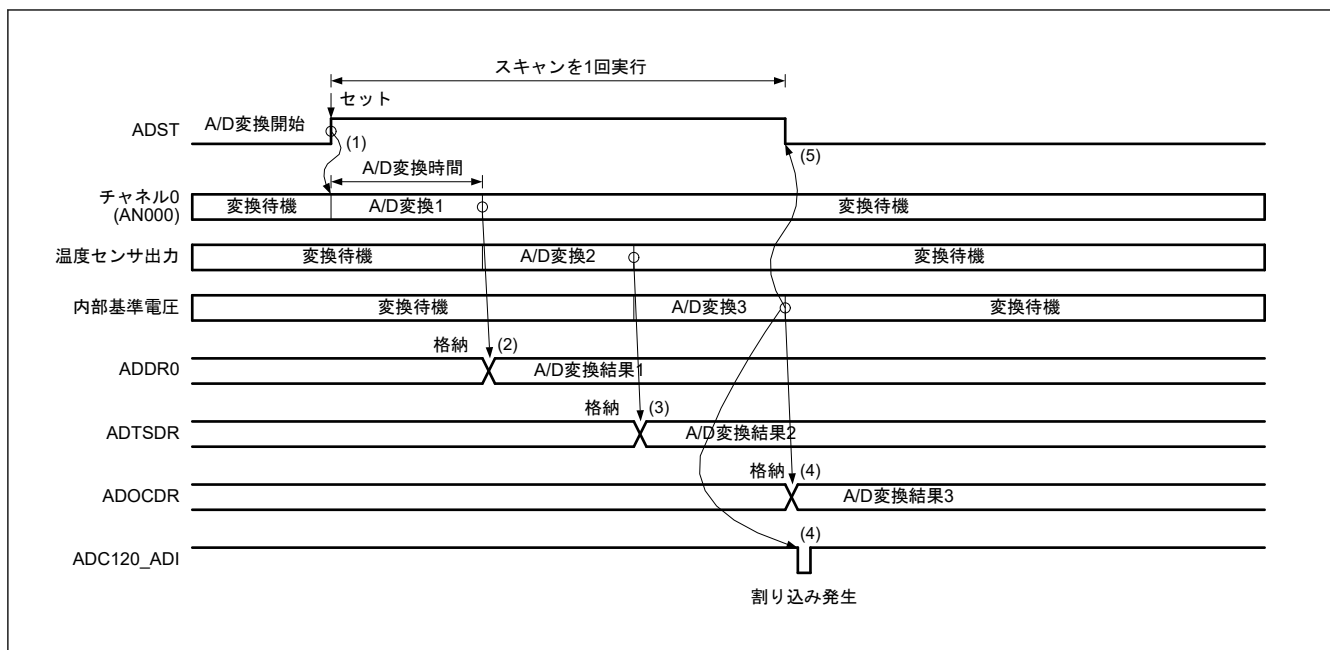 スキャンを1回実行
セット
ADST
A/D変換開始
(1)
(5)
A/D変換時間
チャネル0
(AN000)
変換待機
A/D変換1
変換待機
温度センサ出力
変換待機
A/D変換2
変換待機
内部基準電圧
変換待機
A/D変換3
変換待機
格納
(2)
ADDR0
A/D変換結果1
格納
(3)
ADTSDR
A/D変換結果2
格納
(4)
ADOCDR
A/D変換結果3
(4)
ADC120_ADI
割り込み発生